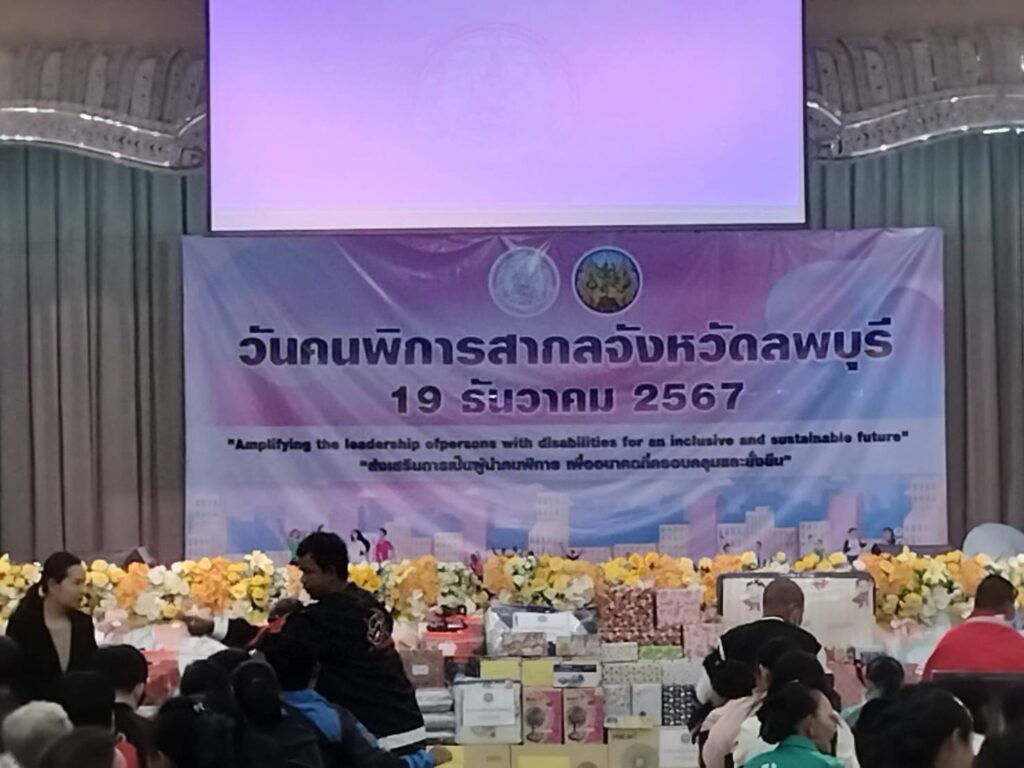 วันคนพิการสากลจังหวัดลพบุรี
19 ธันวาคม 2567
"Amplifying the leadership ofpersons with disabilities for an inclusive and sustainable future"
"ส่งเสริมการเป็นผู้นำคนพิการ เพื่ออนาคตที่ครอบคลุมและยั่งยืน"